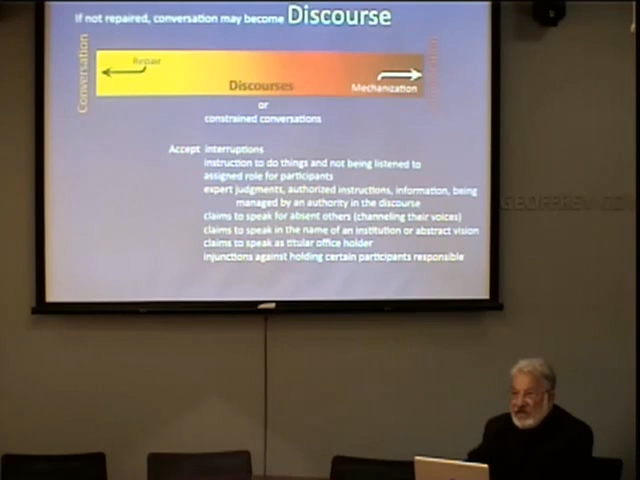 If not repaired, conversation may become Discourse
Conversation
Repair
Discourses
Mechanization
or
constrained conversations
Accept interruptions
instruction to do things and not being listened to
assigned role for participants
expert judgments, authorized instructions, information, being
managed by an authority in the discourse
claims to speak for absent others (channeling their voices)
claims to speak in the name of an institution or abstract vision
claims to speak as titular office holder
injunctions against holding certain participants responsible